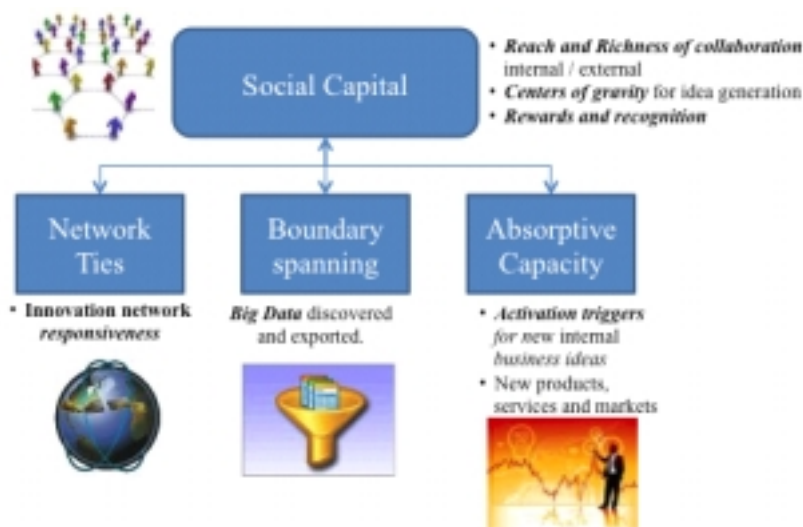 Social Capital
• Reach and Richness of collaboration
internal / external
• Centers of gravity for idea generation
• Rewards and recognition
Network
Ties
• Innovation network
responsiveness
Boundary
spanning
Big Data discovered
and exported.
Absorptive
Capacity
• Activation triggers
for new internal
business ideas
• New products,
services and markets